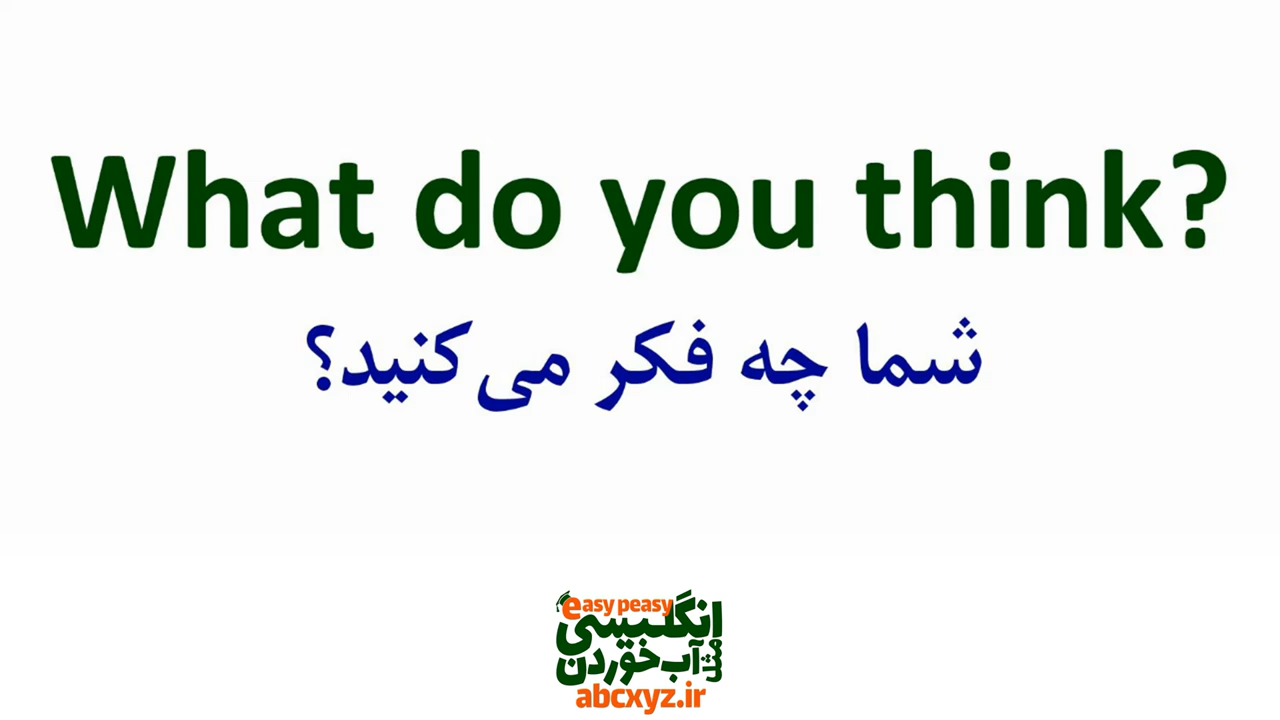 What do you think?
شما چه فکر می‌کنید؟
easy peasy
انگلیسی
مثل آب خوردن
abcxyz.ir